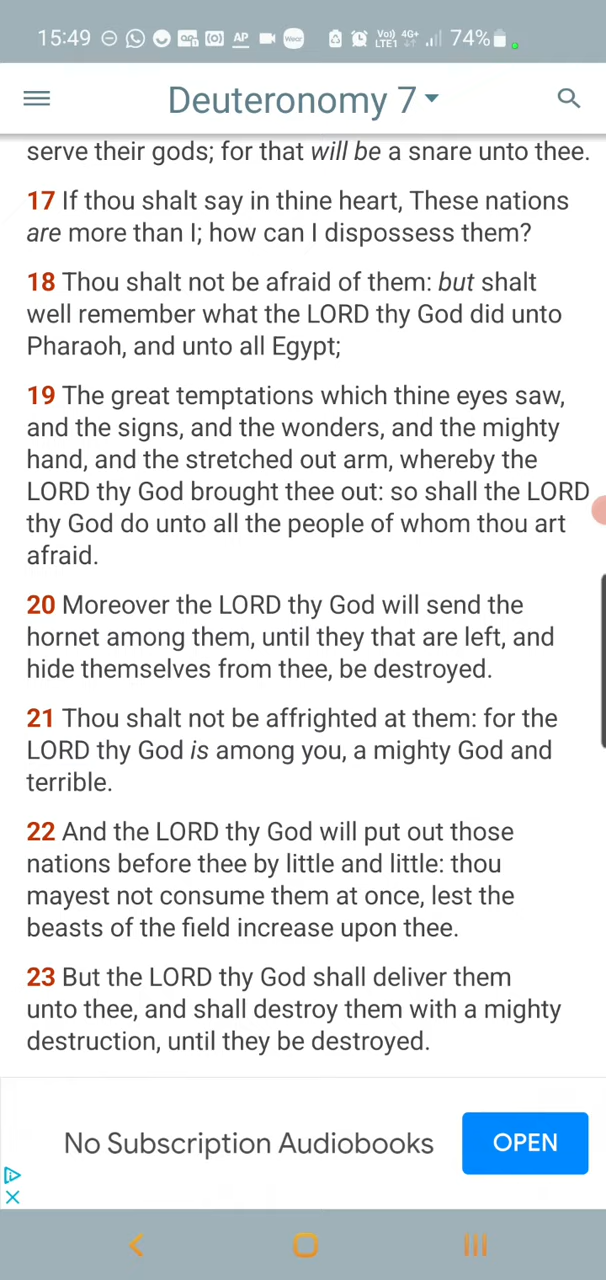 15:49 AP Wear Vo)) LTE1 4G+ 74%
Deuteronomy 7
serve their gods; for that will be a snare unto thee.
17 If thou shalt say in thine heart, These nations
are more than I; how can I dispossess them?
18 Thou shalt not be afraid of them: but shalt
well remember what the LORD thy God did unto
Pharaoh, and unto all Egypt;
19 The great temptations which thine eyes saw,
and the signs, and the wonders, and the mighty
hand, and the stretched out arm, whereby the
LORD thy God brought thee out: so shall the LORD
thy God do unto all the people of whom thou art
afraid.
20 Moreover the LORD thy God will send the
hornet among them, until they that are left, and
hide themselves from thee, be destroyed.
21 Thou shalt not be affrighted at them: for the
LORD thy God is among you, a mighty God and
terrible.
22 And the LORD thy God will put out those
nations before thee by little and little: thou
mayest not consume them at once, lest the
beasts of the field increase upon thee.
23 But the LORD thy God shall deliver them
unto thee, and shall destroy them with a mighty
destruction, until they be destroyed.
No Subscription Audiobooks
OPEN